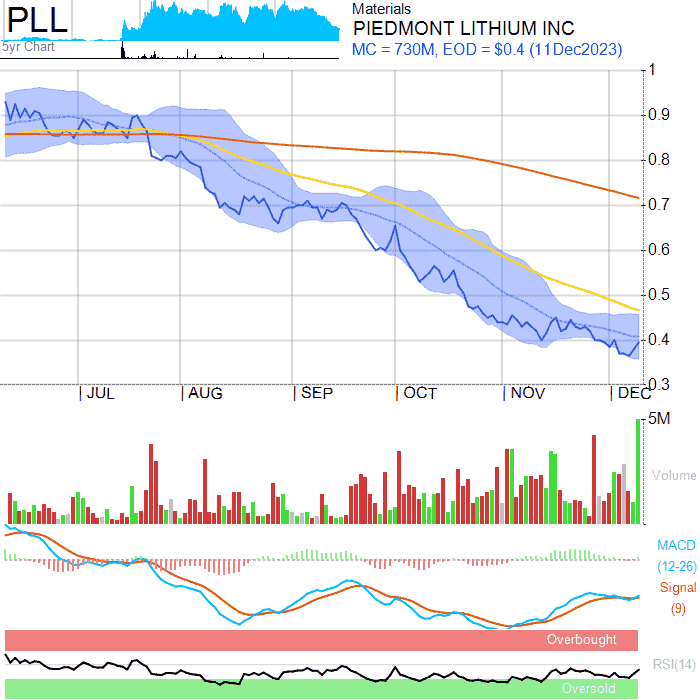 PLL
5yr Chart
Materials
PIEDMONT LITHIUM INC
MC = 730M, EOD = $0.4 (11Dec2023)
1
0.9
0.8
0.7
0.6
0.5
0.4
0.3
JUL AUG SEP OCT NOV DEC
5M
Volume
MACD
(12-26)
Signal
(9)
Overbought
RSI(14)
Oversold